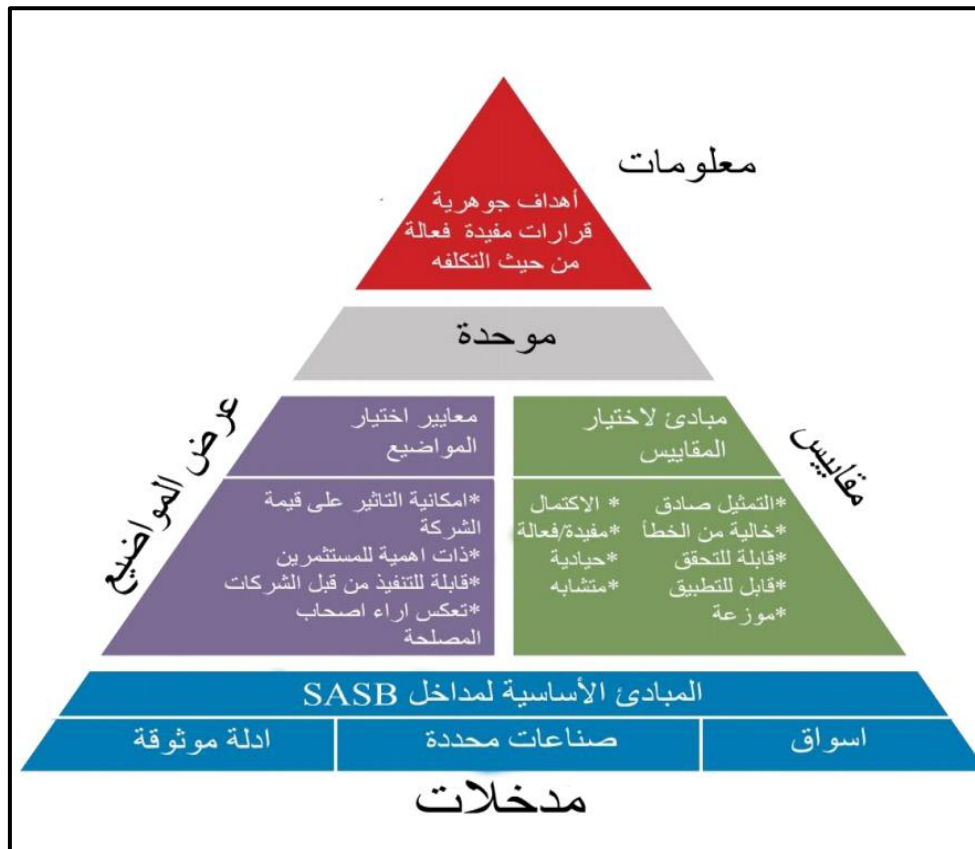 معلومات
أهداف جوهرية
قرارات مفيدة فعالة
من حيث التكلفه
موحدة
مقاييس
مبادئ لاختيار
المقاييس
*التمثيل صادق
*خالية من الخطأ
*قابلة للتحقق
*قابل للتطبيق
*موزعة
* الاكتمال
*مفيدة/فعالة
*حيادية
*متشابه
معايير اختيار
المواضيع
*امكانية التاثير على قيمة
الشركة
*ذات اهمية للمستثمرين
*قابلة للتنفيذ من قبل الشركات
*تعكس اراء اصحاب
المصلحة
عرض المواضيع
المبادئ الأساسية لمداخل SASB
اسواق
صناعات محددة
ادلة موثوقة
مدخلات